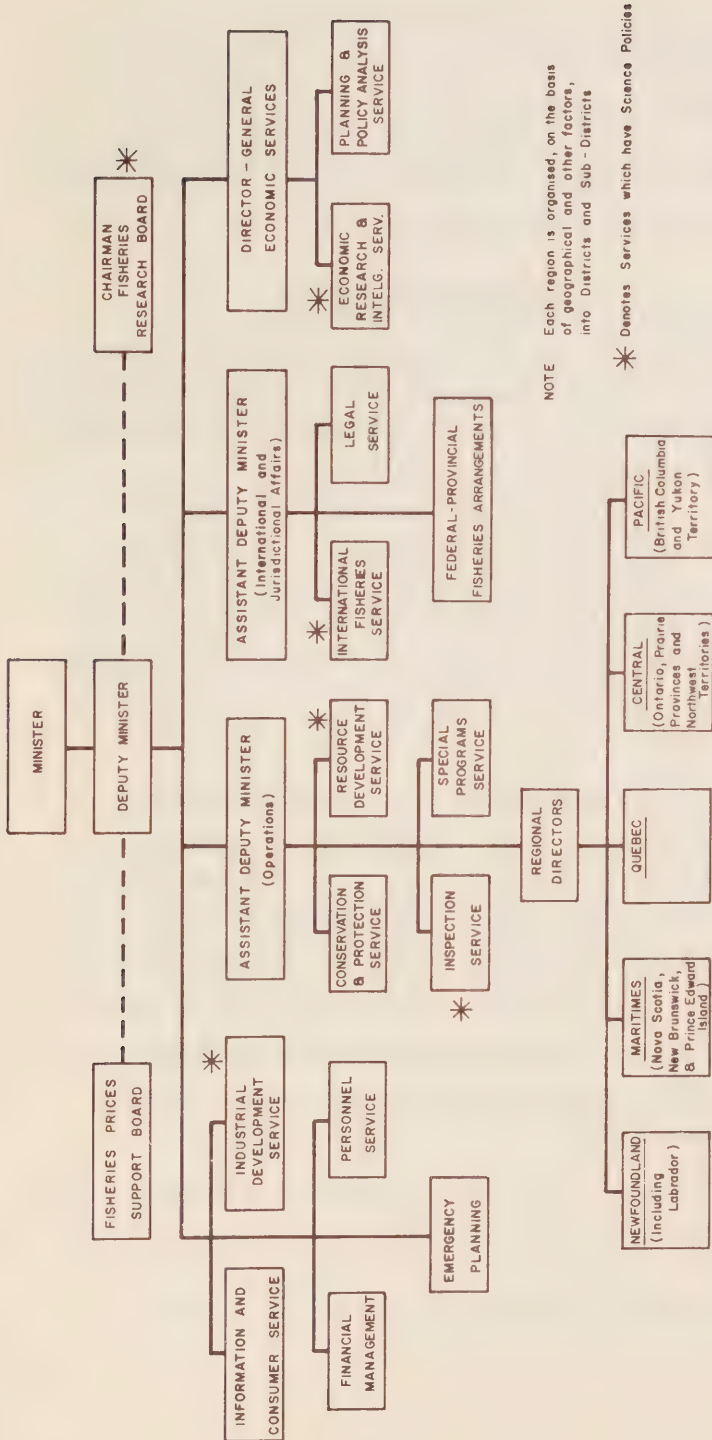 MINISTER
FISHERIES PRICES
SUPPORT BOARD
DEPUTY MINISTER
CHAIRMAN
FISHERIES
RESEARCH BOARD
INFORMATION AND
CONSUMER SERVICE
INDUSTRIAL
DEVELOPMENT
SERVICE
FINANCIAL
MANAGEMENT
PERSONNEL
SERVICE
EMERGENCY
PLANNING
ASSISTANT DEPUTY MINISTER
(Operations)
CONSERVATION
& PROTECTION
SERVICE
RESOURCE
DEVELOPMENT
SERVICE
INSPECTION
SERVICE
SPECIAL
PROGRAMS
SERVICE
REGIONAL
DIRECTORS
ASSISTANT DEPUTY MINISTER
(International and
Jurisdictional Affairs)
INTERNATIONAL
FISHERIES
SERVICE
LEGAL
SERVICE
FEDERAL-PROVINCIAL
FISHERIES ARRANGEMENTS
DIRECTOR-GENERAL
ECONOMIC SERVICES
ECONOMIC
RESEARCH &
INTELG. SERV.
PLANNING &
POLICY ANALYSIS
SERVICE
NEWFOUNDLAND
(Including
Labrador)
MARITIMES
(Nova Scotia,
New Brunswick,
& Prince Edward
Island)
QUEBEC
CENTRAL
(Ontario, Prairie
Provinces and
Northwest
Territories)
PACIFIC
(British Columbia
and Yukon
Territory)
NOTE Each region is organised, on the basis
of geographical and other factors,
into Districts and Sub-Districts
Denotes Services which have Science Policies